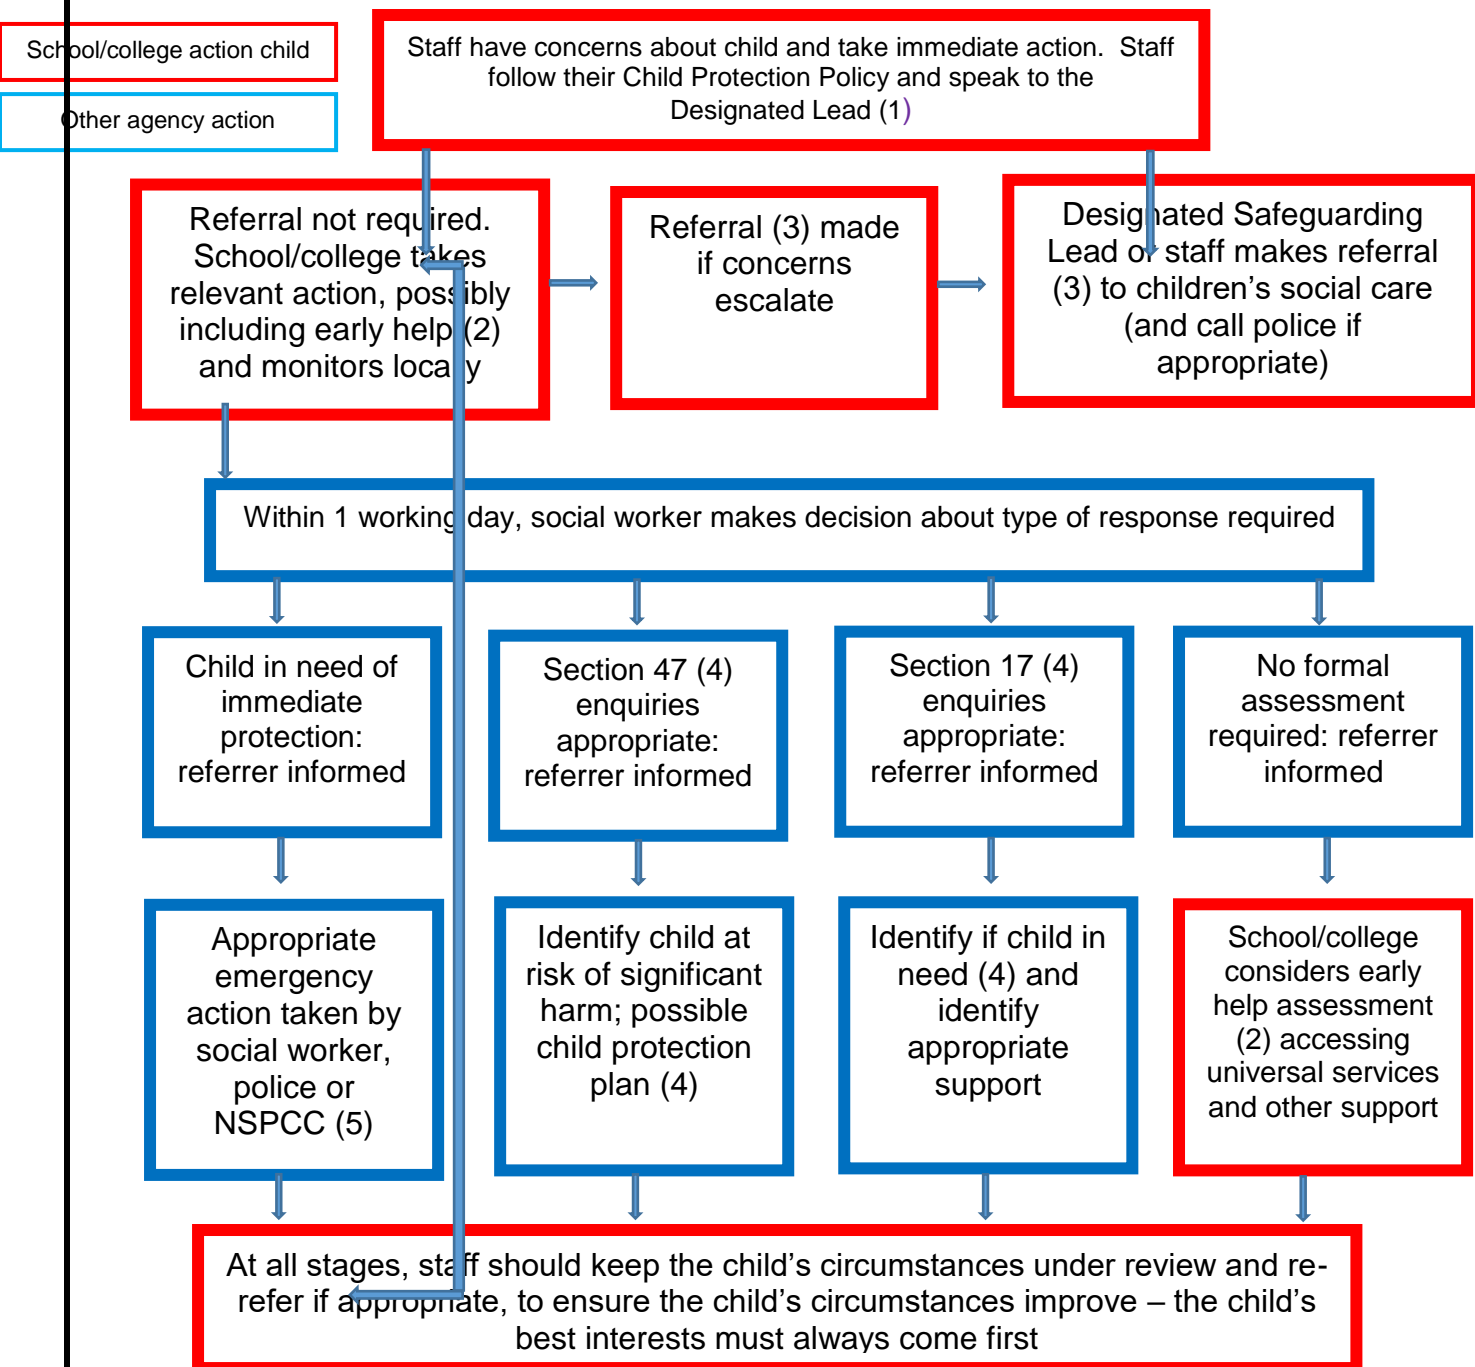 School/college action child
Other agency action
Staff have concerns about child and take immediate action. Staff
follow their Child Protection Policy and speak to the
Designated Lead (1)
Referral not required.
School/college takes
relevant action, possibly
including early help (2)
and monitors locally
Referral (3) made
if concerns
escalate
Designated Safeguarding
Lead or staff makes referral
(3) to children’s social care
(and call police if
appropriate)
Within 1 working day, social worker makes decision about type of response required
Child in need of
immediate
protection:
referrer informed
Section 47 (4)
enquiries
appropriate:
referrer informed
Section 17 (4)
enquiries
appropriate:
referrer informed
No formal
assessment
required: referrer
informed
Appropriate
emergency
action taken by
social worker,
police or
NSPCC (5)
Identify child at
risk of significant
harm; possible
child protection
plan (4)
Identify if child in
need (4) and
identify
appropriate
support
School/college
considers early
help assessment
(2) accessing
universal services
and other support
At all stages, staff should keep the child’s circumstances under review and re-
refer if appropriate, to ensure the child’s circumstances improve – the child’s
best interests must always come first